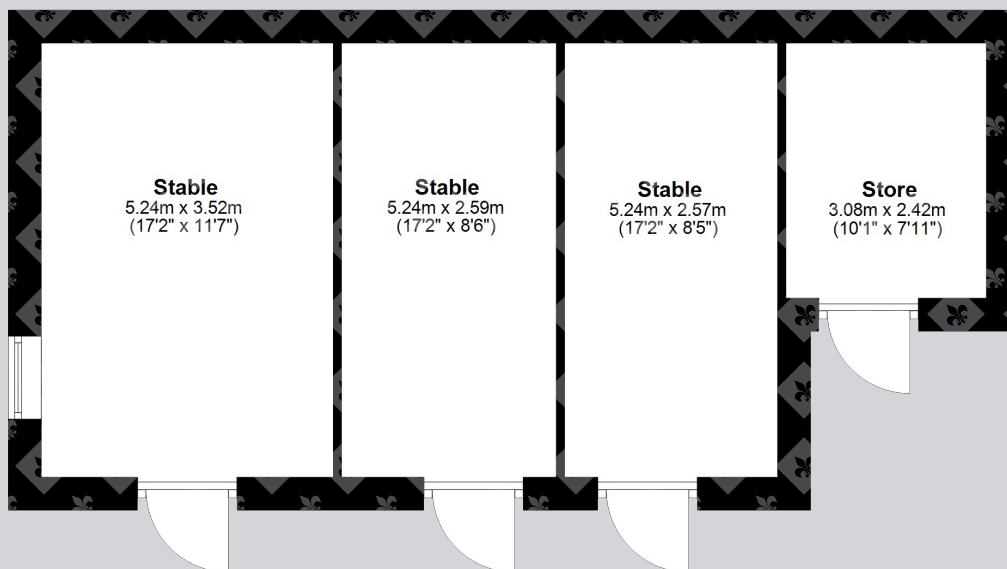 Stable
5.24m x 3.52m
(17'2" x 11'7")
Stable
5.24m x 2.59m
(17'2" x 8'6")
Stable
5.24m x 2.57m
(17'2" x 8'5")
Store
3.08m x 2.42m
(10'1" x 7'11")